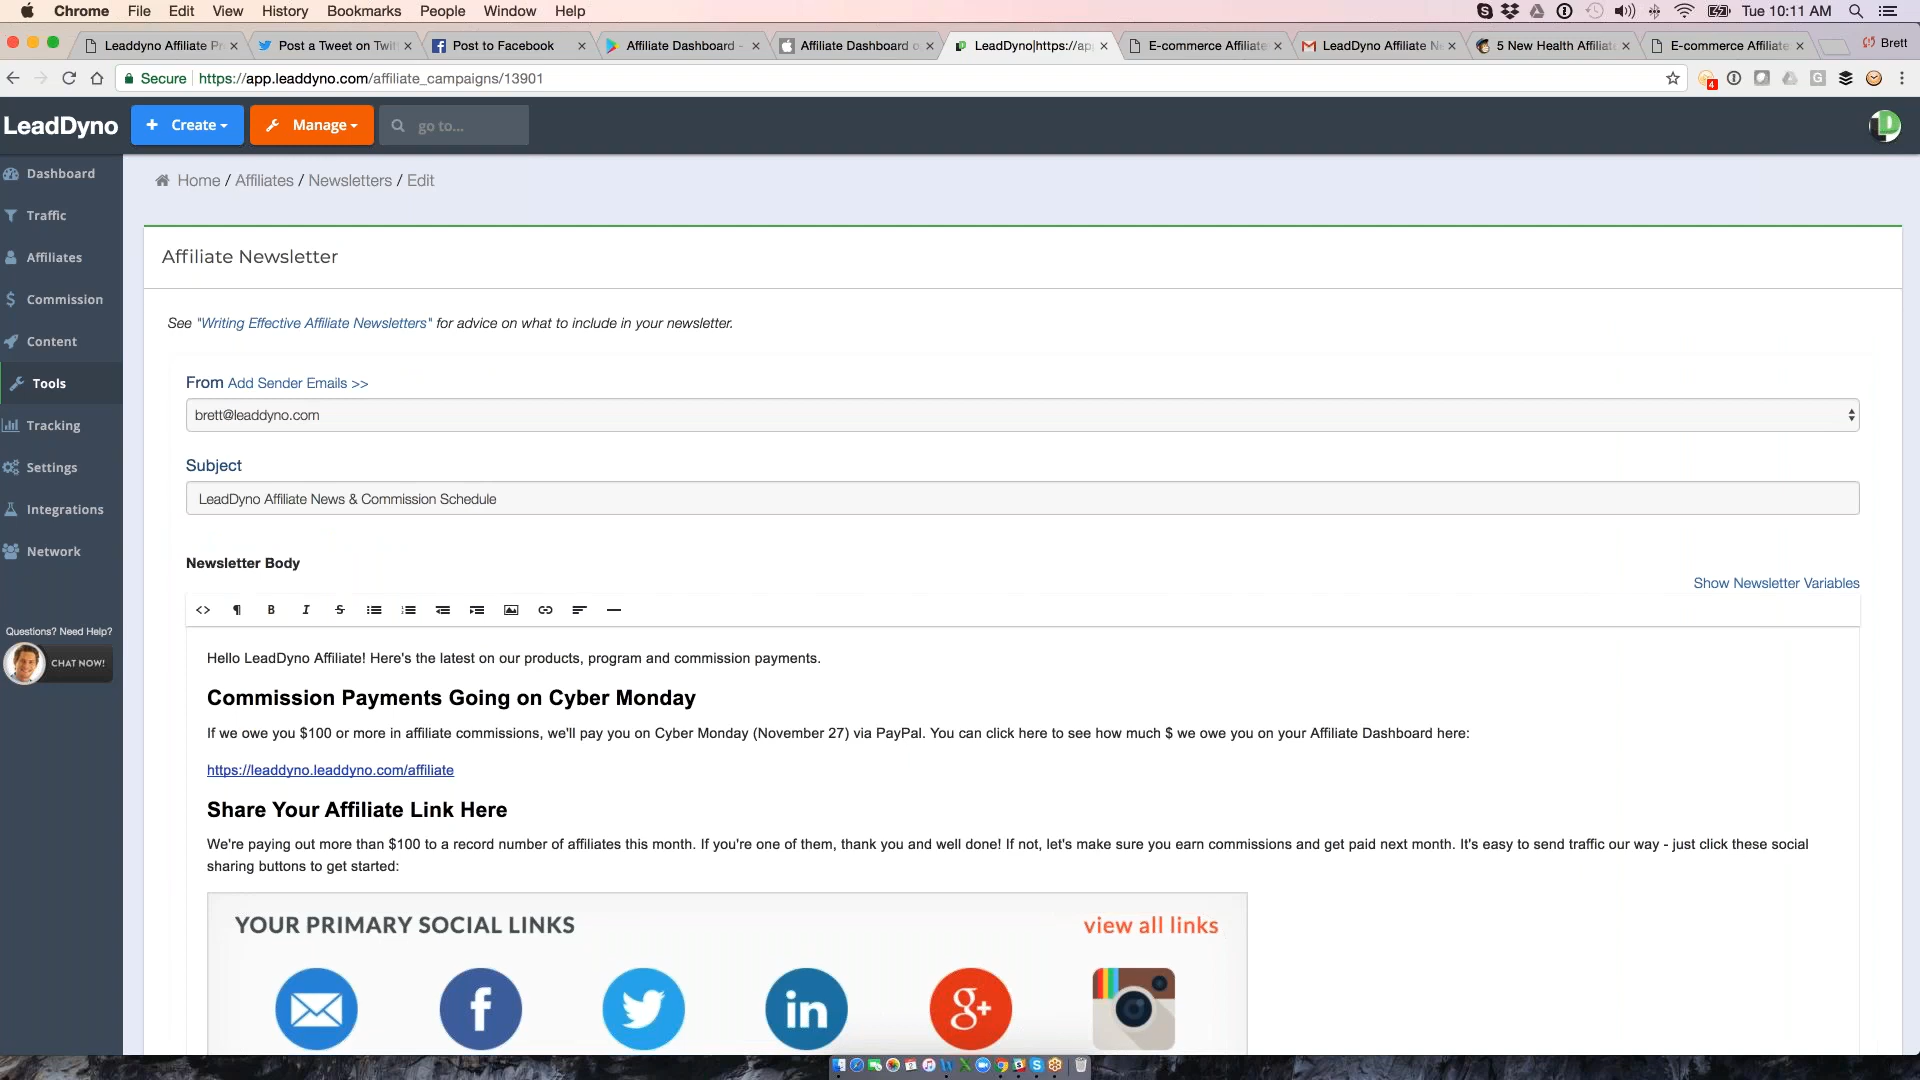 Chrome File Edit View History Bookmarks People Window Help Tue 10:11 AM
Leaddyno Affiliate Pr Post a Tweet on Twit Post to Facebook Affiliate Dashboard - Affiliate Dashboard o LeadDyno|https://app E-commerce Affiliate LeadDyno Affiliate Ne 5 New Health Affiliat E-commerce Affiliate Brett
Secure https://app.leaddyno.com/affiliate_campaigns/13901 4
LeadDyno + Create Manage go to...
Dashboard
Traffic
Affiliates
Commission
Content
Tools
Tracking
Settings
Integrations
Network
Questions? Need Help?
CHAT NOW!
Home / Affiliates / Newsletters / Edit
Affiliate Newsletter
See "Writing Effective Affiliate Newsletters" for advice on what to include in your newsletter.
From Add Sender Emails >>
brett@leaddyno.com
Subject
LeadDyno Affiliate News & Commission Schedule
Newsletter Body
Show Newsletter Variables
<> ¶ B I S
Hello LeadDyno Affiliate! Here's the latest on our products, program and commission payments.
Commission Payments Going on Cyber Monday
If we owe you $100 or more in affiliate commissions, we'll pay you on Cyber Monday (November 27) via PayPal. You can click here to see how much $ we owe you on your Affiliate Dashboard here:
https://leaddyno.leaddyno.com/affiliate
Share Your Affiliate Link Here
We're paying out more than $100 to a record number of affiliates this month. If you're one of them, thank you and well done! If not, let's make sure you earn commissions and get paid next month. It's easy to send traffic our way - just click these social
sharing buttons to get started:
YOUR PRIMARY SOCIAL LINKS view all links
f in g+